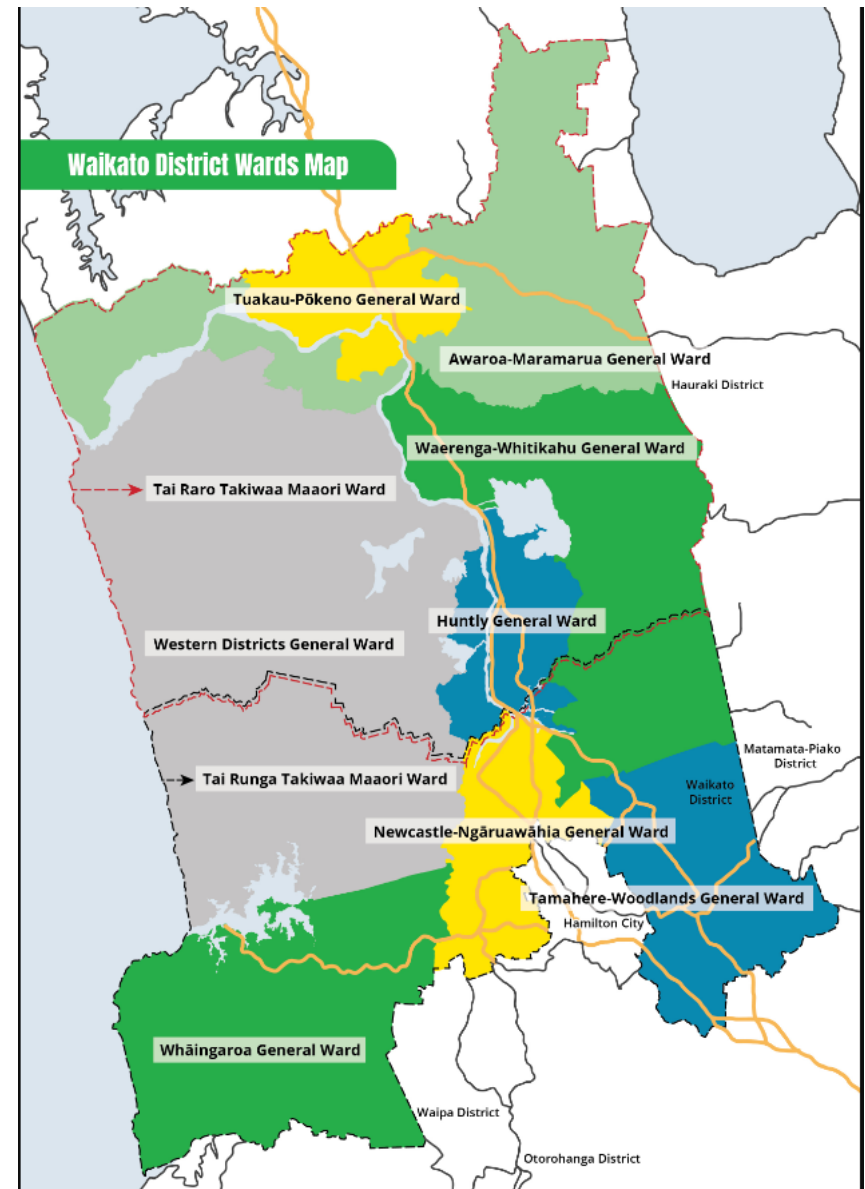 Waikato District Wards Map
Tuakau-Pōkeno General Ward
Awaroa-Maramarua General Ward
Hauraki District
Waerenga-Whitikahu General Ward
Tai Raro Takiwaa Maaori Ward
Huntly General Ward
Western Districts General Ward
Matamata-Piako
District
Tai Runga Takiwaa Maaori Ward
Waikato
District
Newcastle-Ngāruawāhia General Ward
Tamahere-Woodlands General Ward
Hamilton City
Whāingaroa General Ward
Waipa District
Otorohanga District